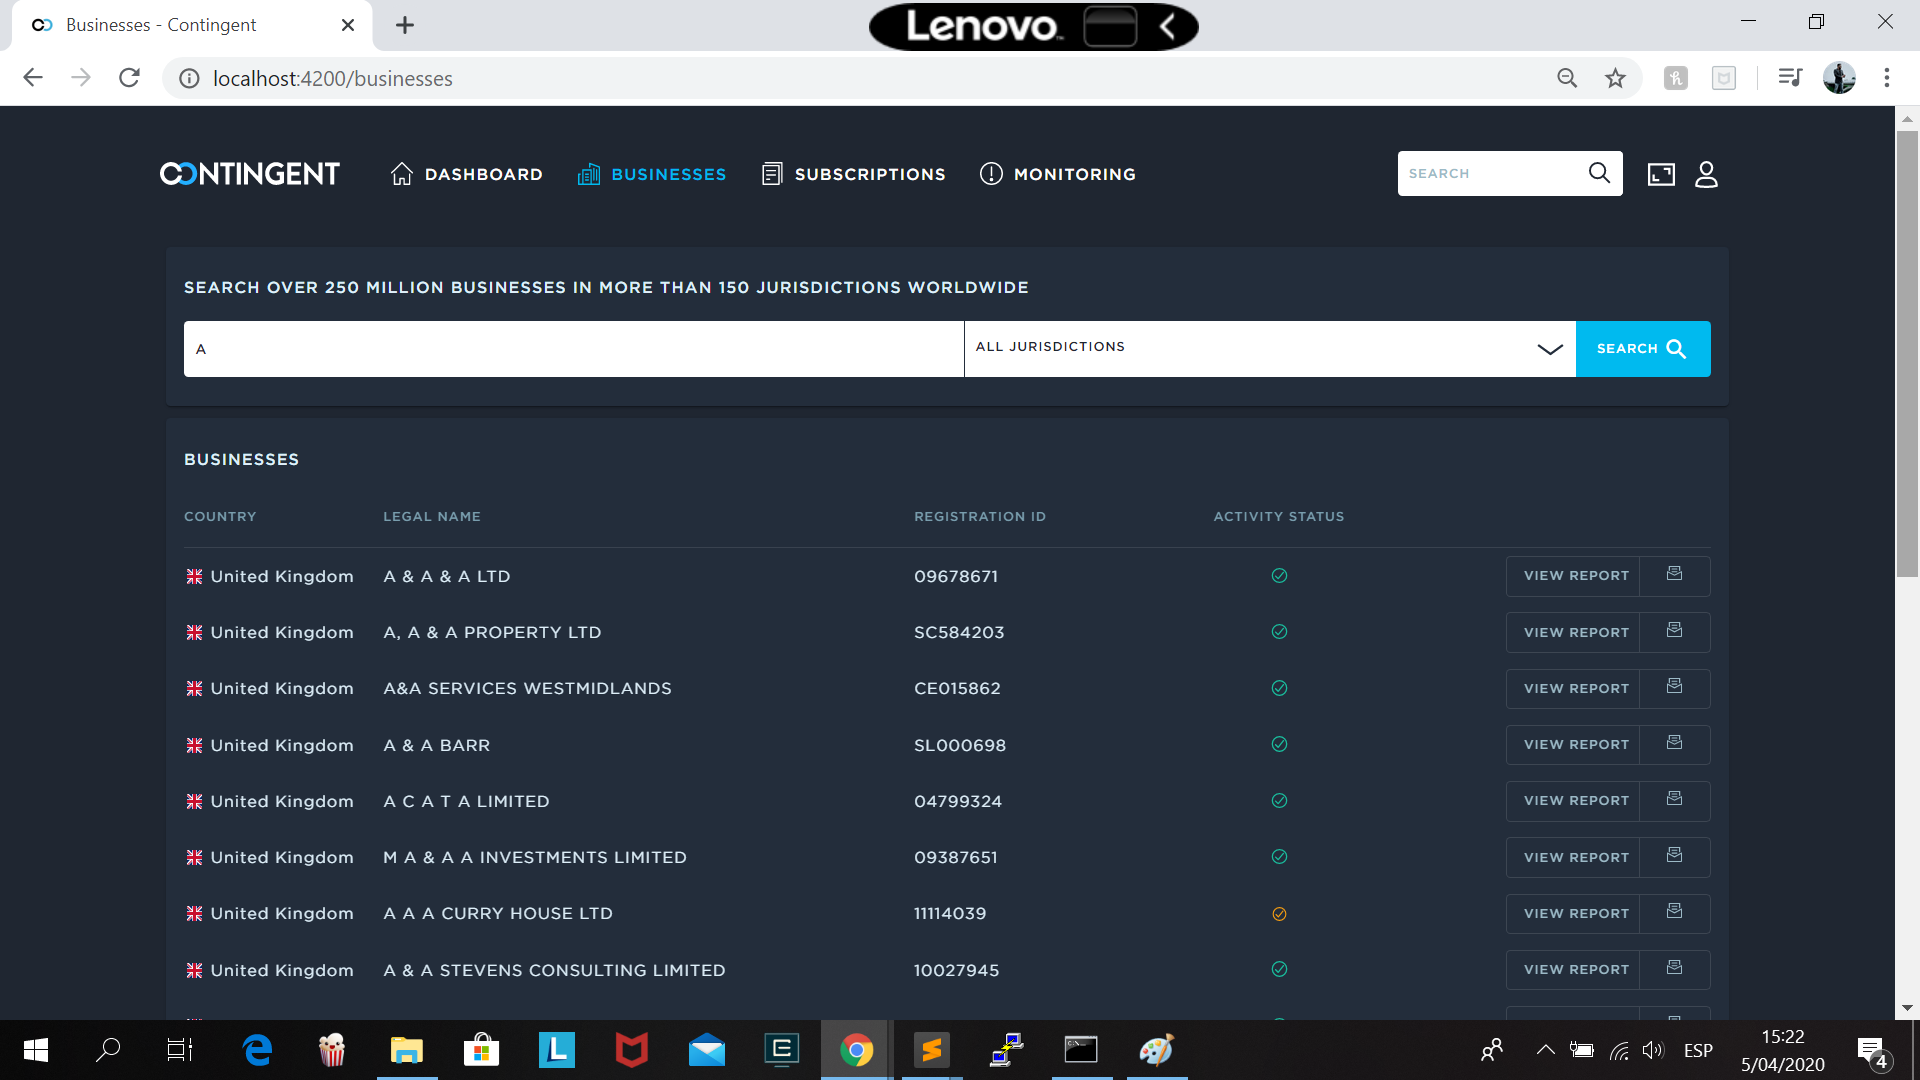 Businesses - Contingent
Lenovo
localhost:4200/businesses
CONTINGENT
DASHBOARD
BUSINESSES
SUBSCRIPTIONS
MONITORING
SEARCH
SEARCH OVER 250 MILLION BUSINESSES IN MORE THAN 150 JURISDICTIONS WORLDWIDE
A
ALL JURISDICTIONS
SEARCH
BUSINESSES
COUNTRY LEGAL NAME REGISTRATION ID ACTIVITY STATUS
United Kingdom A & A & A LTD 09678671 VIEW REPORT
United Kingdom A, A & A PROPERTY LTD SC584203 VIEW REPORT
United Kingdom A&A SERVICES WESTMIDLANDS CE015862 VIEW REPORT
United Kingdom A & A BARR SL000698 VIEW REPORT
United Kingdom A C A T A LIMITED 04799324 VIEW REPORT
United Kingdom M A & A A INVESTMENTS LIMITED 09387651 VIEW REPORT
United Kingdom A A A CURRY HOUSE LTD 11114039 VIEW REPORT
United Kingdom A & A STEVENS CONSULTING LIMITED 10027945 VIEW REPORT
ESP
15:22
5/04/2020
4